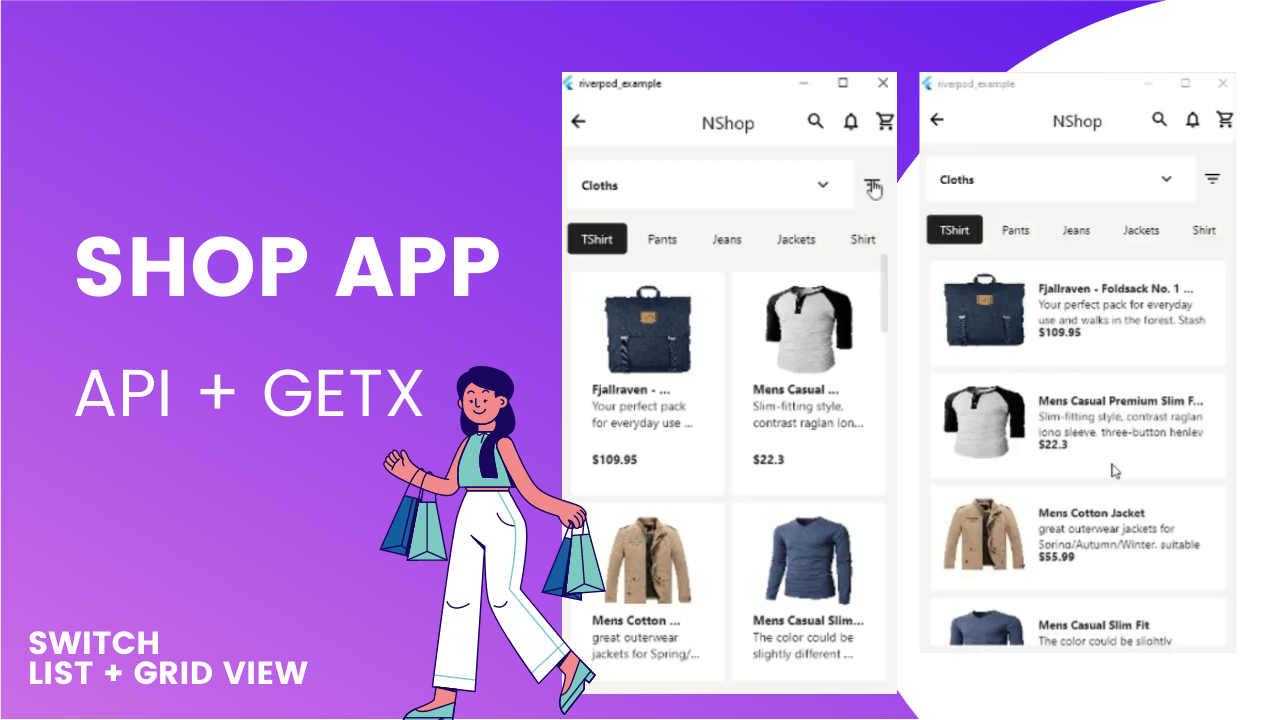 SHOP APP
API + GETX
SWITCH
LIST + GRID VIEW
riverpod_example
NShop
Cloths
TShirt Pants Jeans Jackets Shirt
Fjallraven - ...
Your perfect pack
for everyday use ...
$109.95
Mens Casual ...
Slim-fitting style,
contrast raglan lon...
$22.3
Mens Cotton ...
great outerwear
jackets for Spring/...
Mens Casual Slim...
The color could be
slightly different ...
riverpod_example
NShop
Cloths
TShirt Pants Jeans Jackets Shirt
Fjallraven - Foldsack No. 1 ...
Your perfect pack for everyday
use and walks in the forest. Stash
$109.95
Mens Casual Premium Slim F...
Slim-fitting style, contrast raglan
long sleeve, three-button henley
$22.3
Mens Cotton Jacket
great outerwear jackets for
Spring/Autumn/Winter, suitable
$55.99
Mens Casual Slim Fit
The color could be slightly